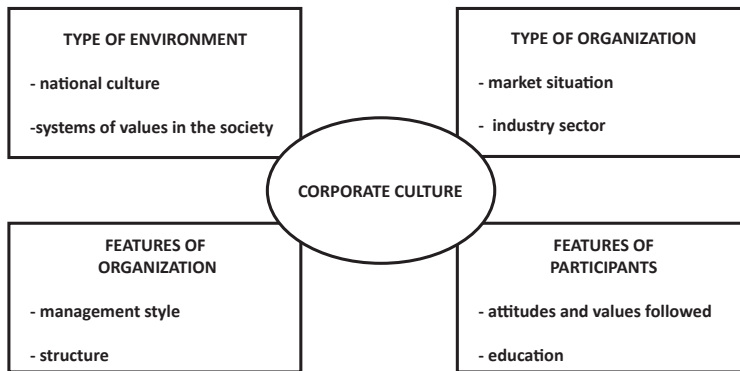 TYPE OF ENVIRONMENT
- national culture
-systems of values in the society
TYPE OF ORGANIZATION
- market situation
- industry sector
CORPORATE CULTURE
FEATURES OF
ORGANIZATION
- management style
- structure
FEATURES OF
PARTICIPANTS
- attitudes and values followed
- education